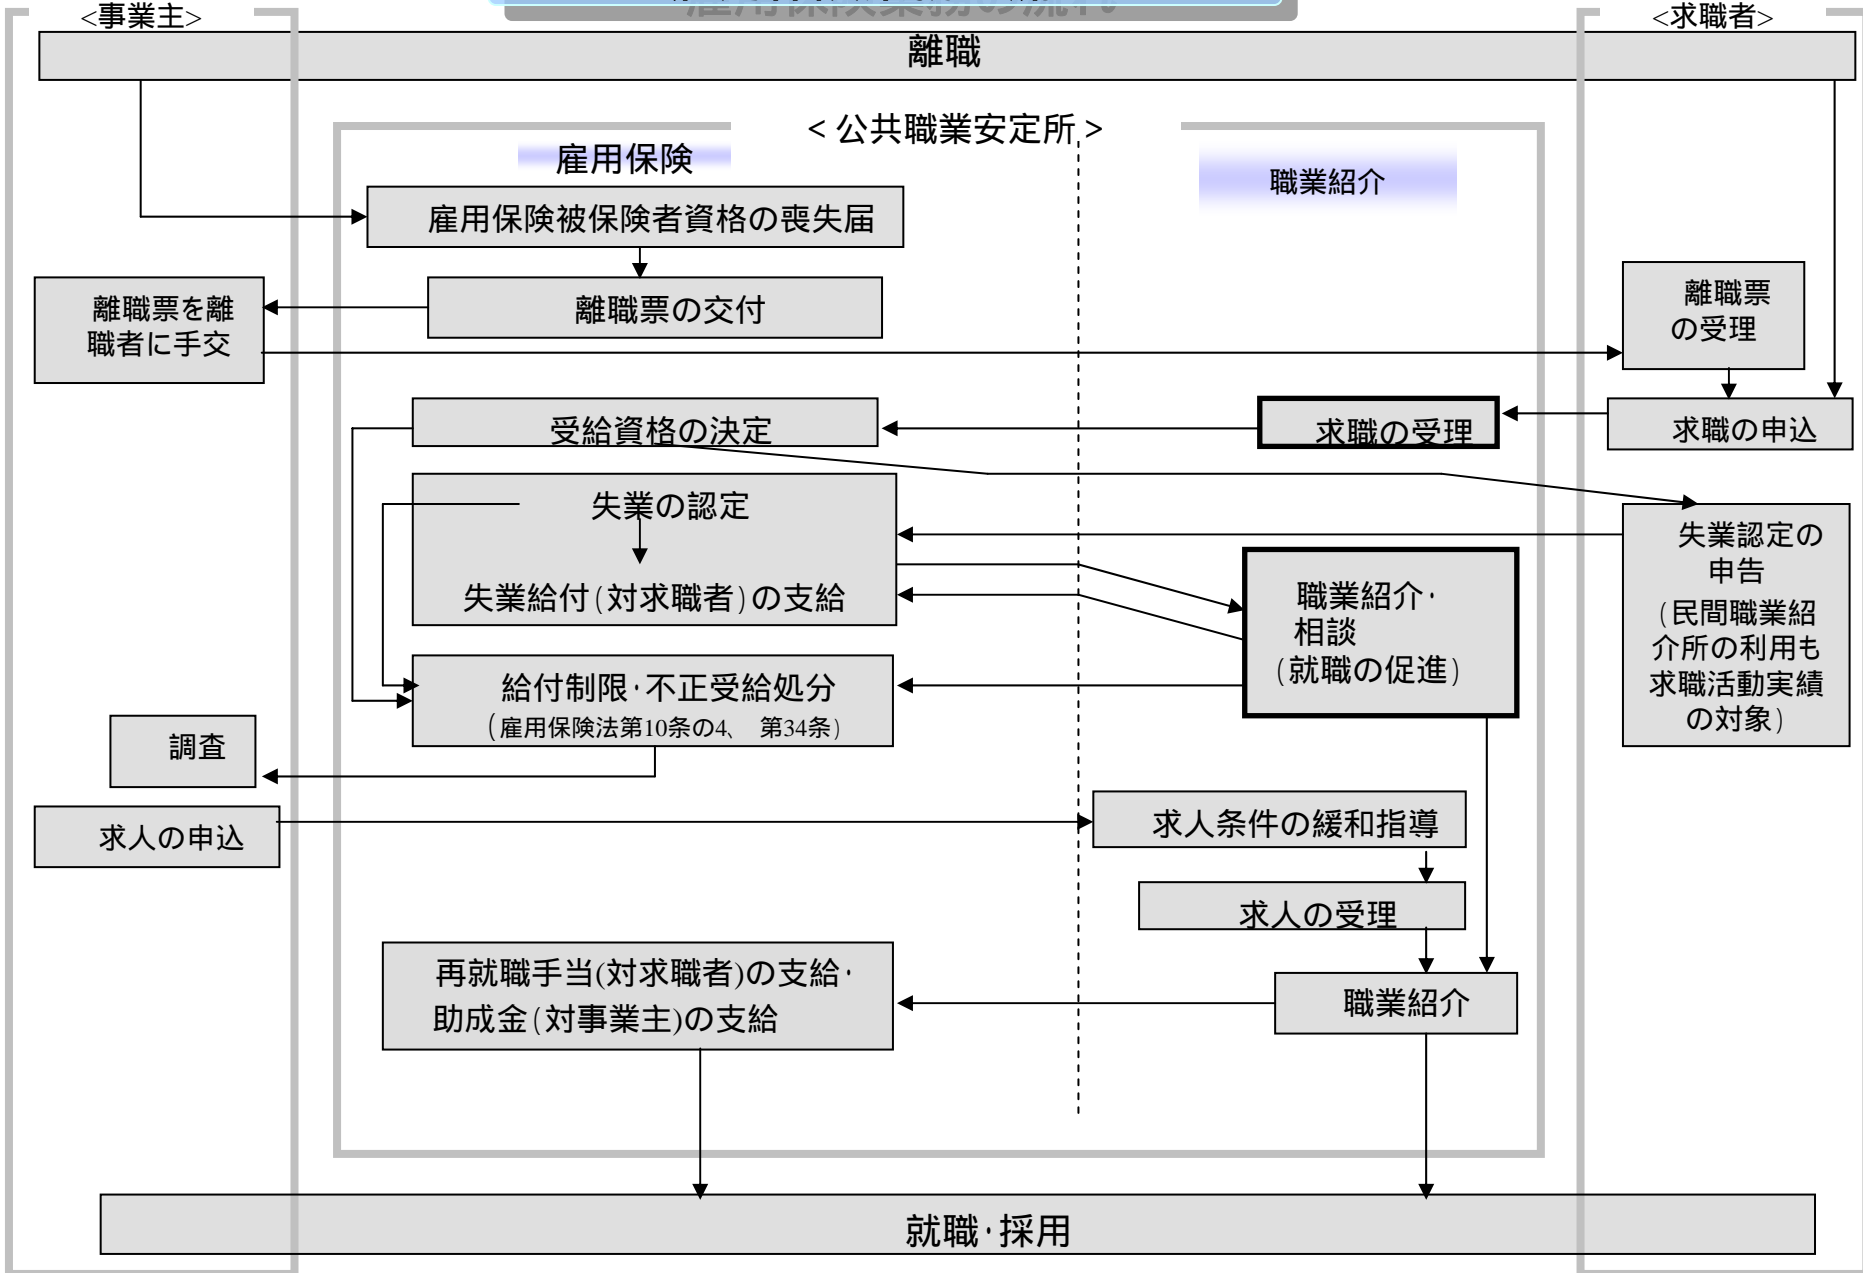 雇用保険業務の流れ
<事業主>
<求職者>
離職
<公共職業安定所>
雇用保険
職業紹介
雇用保険被保険者資格の喪失届
離職票を離
職者に手交
離職票の交付
離職票
の受理
受給資格の決定
求職の受理
求職の申込
失業の認定
失業給付(対求職者)の支給
職業紹介・
相談
(就職の促進)
失業認定の
申告
(民間職業紹
介所の利用も
求職活動実績
の対象)
給付制限・不正受給処分
(雇用保険法第10条の4、 第34条)
調査
求人の申込
求人条件の緩和指導
求人の受理
再就職手当(対求職者)の支給・
助成金(対事業主)の支給
職業紹介
就職・採用